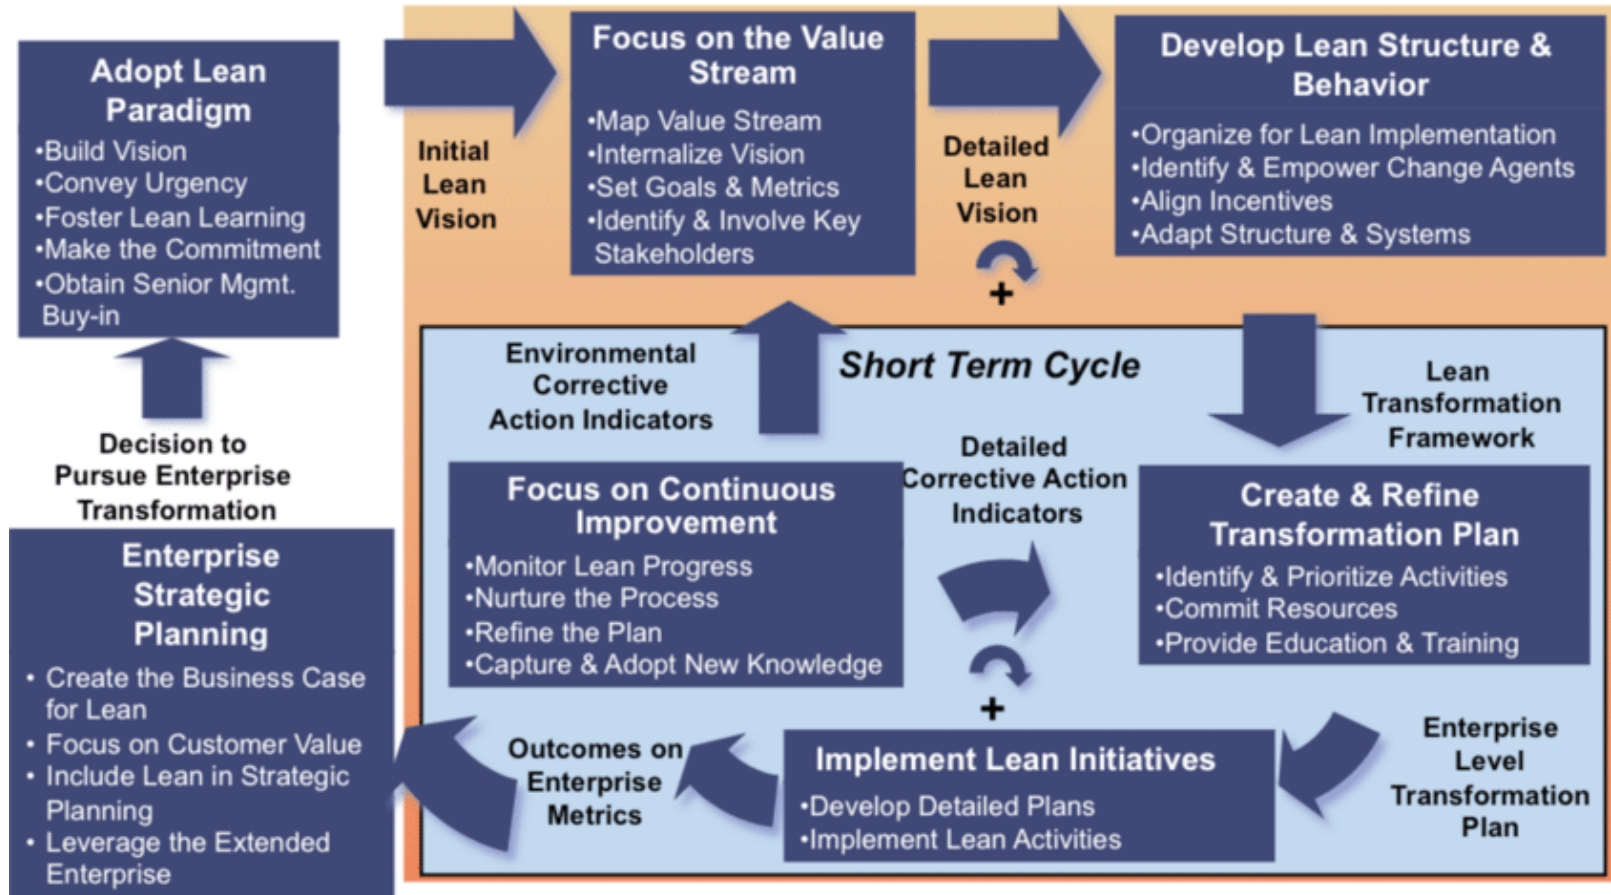 Adopt Lean
Paradigm
•Build Vision
•Convey Urgency
•Foster Lean Learning
•Make the Commitment
•Obtain Senior Mgmt.
Buy-in
Initial
Lean
Vision
Focus on the Value
Stream
•Map Value Stream
•Internalize Vision
•Set Goals & Metrics
•Identify & Involve Key
Stakeholders
Detailed
Lean
Vision
+
Develop Lean Structure &
Behavior
•Organize for Lean Implementation
•Identify & Empower Change Agents
•Align Incentives
•Adapt Structure & Systems
Decision to
Pursue Enterprise
Transformation
Environmental
Corrective
Action Indicators
Short Term Cycle
Lean
Transformation
Framework
Enterprise
Strategic
Planning
• Create the Business Case
for Lean
• Focus on Customer Value
• Include Lean in Strategic
Planning
• Leverage the Extended
Enterprise
Focus on Continuous
Improvement
•Monitor Lean Progress
•Nurture the Process
•Refine the Plan
•Capture & Adopt New Knowledge
Detailed
Corrective Action
Indicators
+
Create & Refine
Transformation Plan
•Identify & Prioritize Activities
•Commit Resources
•Provide Education & Training
Outcomes on
Enterprise
Metrics
Implement Lean Initiatives
•Develop Detailed Plans
•Implement Lean Activities
Enterprise
Level
Transformation
Plan